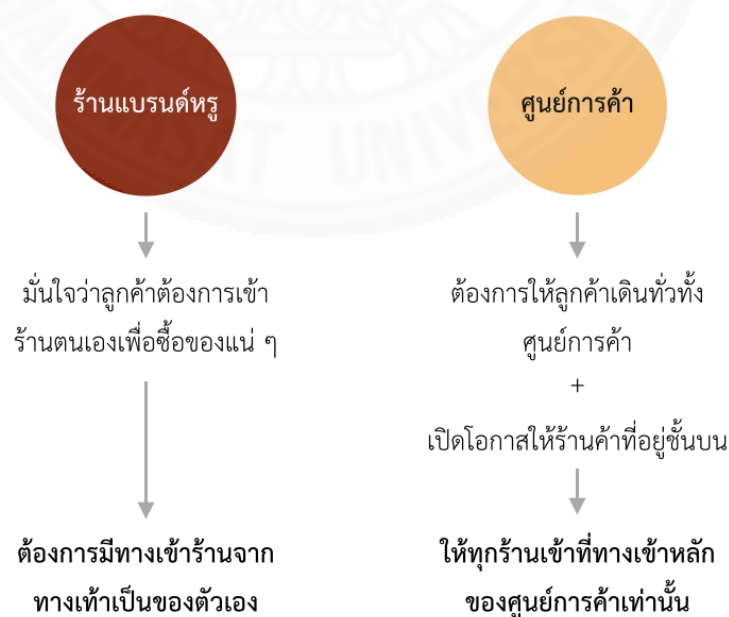 ร้านแบรนด์หรู
มั่นใจว่าลูกค้าต้องการเข้า
ร้านตนเองเพื่อซื้อของแน่ ๆ
ต้องการมีทางเข้าร้านจาก
ทางเท้าเป็นของตัวเอง
ศูนย์การค้า
ต้องการให้ลูกค้าเดินทั่วทั้ง
ศูนย์การค้า
+
เปิดโอกาสให้ร้านค้าที่อยู่ชั้นบน
ให้ทุกร้านเข้าที่ทางเข้าหลัก
ของศูนย์การค้าเท่านั้น